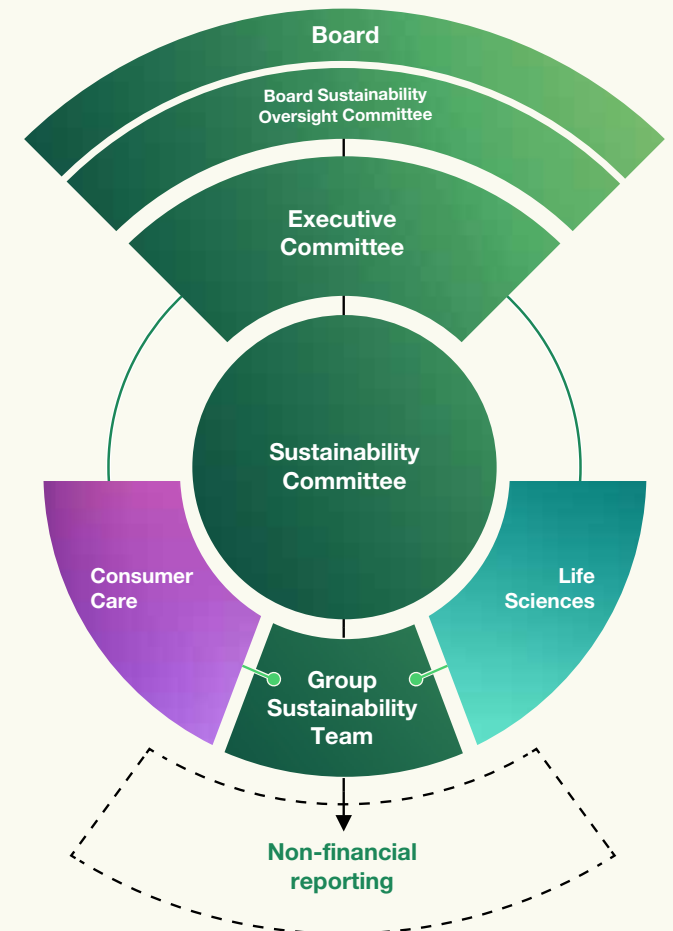 Board
Board Sustainability
Oversight Committee
Executive
Committee
Sustainability
Committee
Consumer
Care
Life
Sciences
Group
Sustainability
Team
Non-financial
reporting